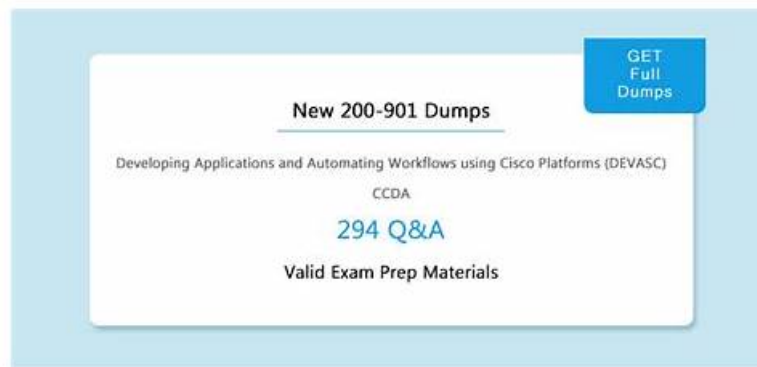 GET
Full
Dumps
New 200-901 Dumps
Developing Applications and Automating Workflows using Cisco Platforms (DEVASC)
CCDA
294 Q&A
Valid Exam Prep Materials